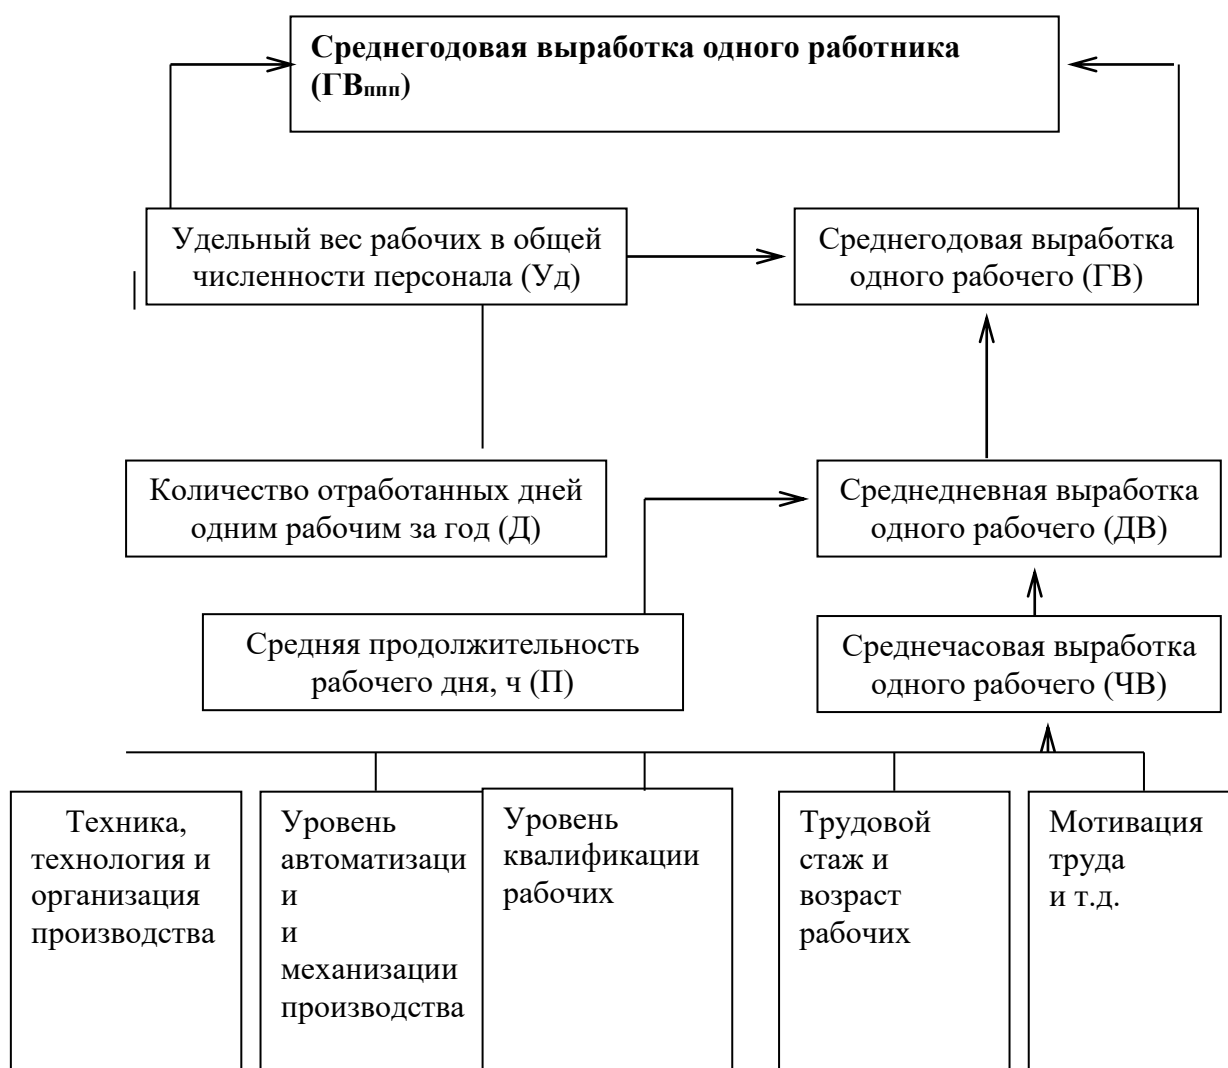 Среднегодовая выработка одного работника
(ГВппп)
Удельный вес рабочих в общей
численности персонала (Уд)
Среднегодовая выработка
одного рабочего (ГВ)
Количество отработанных дней
одним рабочим за год (Д)
Среднедневная выработка
одного рабочего (ДВ)
Средняя продолжительность
рабочего дня, ч (П)
Среднечасовая выработка
одного рабочего (ЧВ)
Техника,
технология и
организация
производства
Уровень
автоматизаци
и
и
механизации
производства
Уровень
квалификации
рабочих
Трудовой
стаж и
возраст
рабочих
Мотивация
труда
и т.д.